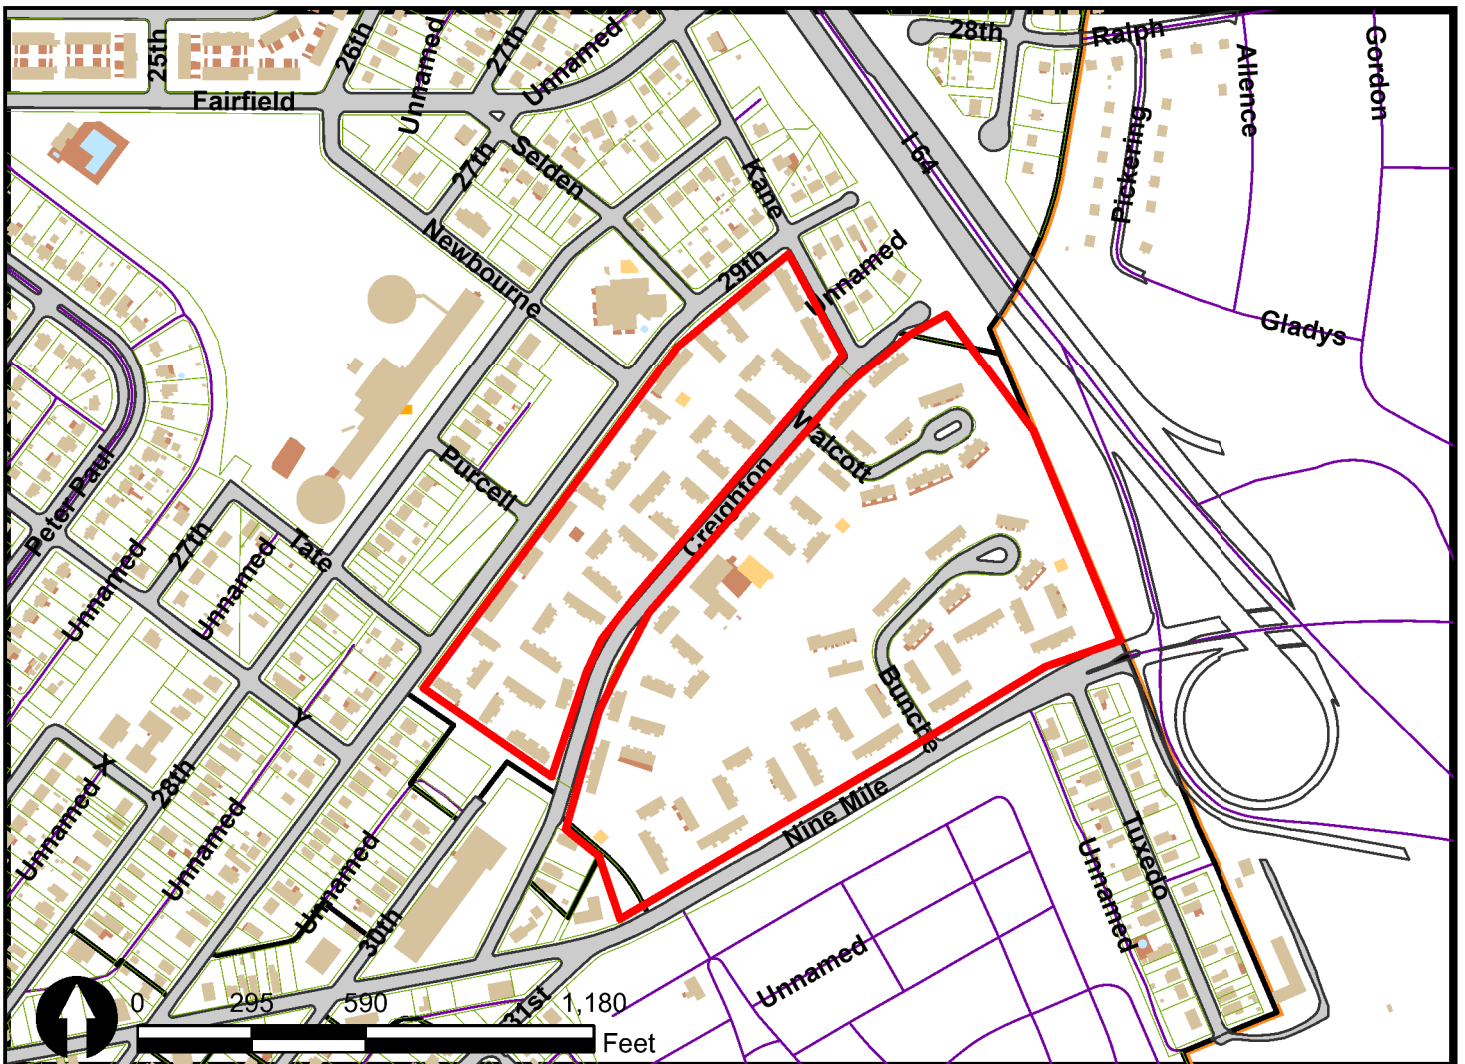 25th
26th
Unnamed
27th
Unnamed
28th
Ralph
Allence
Gordon
Fairfield
27th
Selden
Kane
I 64
Pickering
Newbourne
29th
Unnamed
Gladys
Purcell
Walcott
Creighton
Peter Paul
27th
Tate
Unnamed
Unnamed
Bunche
Y
X
28th
Nine Mile
Unnamed
Unnamed
Unnamed
30th
Unnamed
Unnamed
Tuxedo
31st
0 295 590 1,180
Feet